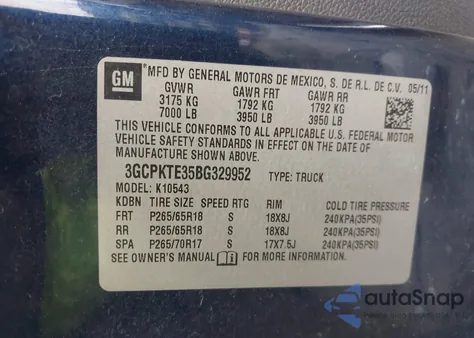 GM
MFD BY GENERAL MOTORS DE MEXICO, S. DE R.L. DE C.V. 05/11
GVWR GAWR FRT GAWR RR
3175 KG 1792 KG 1792 KG
7000 LB 3950 LB 3950 LB
THIS VEHICLE CONFORMS TO ALL APPLICABLE U.S. FEDERAL MOTOR
VEHICLE SAFETY STANDARDS IN EFFECT ON THE DATE OF
MANUFACTURE SHOWN ABOVE.
3GCPKTE35BG329952 TYPE: TRUCK
MODEL: K10543
KDBN TIRE SIZE SPEED RTG RIM COLD TIRE PRESSURE
FRT P265/65R18 S 18X8J 240KPA(35PSI)
RR P265/65R18 S 18X8J 240KPA(35PSI)
SPA P265/70R17 S 17X7.5J 240KPA(35PSI)
SEE OWNER'S MANUAL FOR MORE INFORMATION.
autoSnap